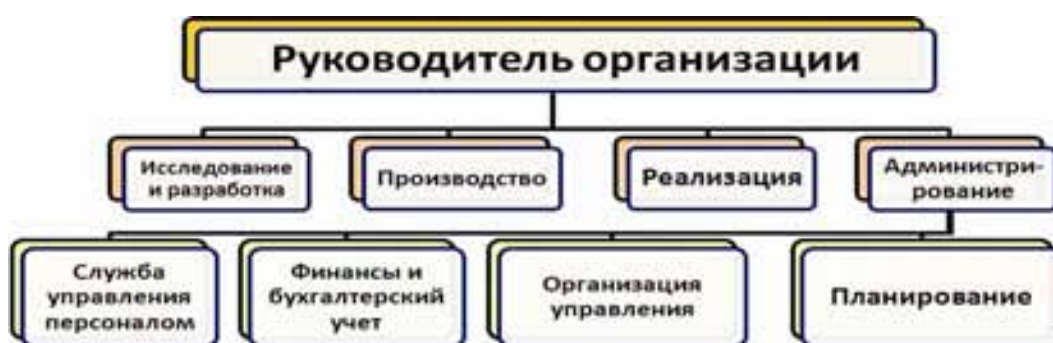 Руководитель организации
Исследование
и разработка
Производство
Реализация
Администри-
рование
Служба
управления
персоналом
Финансы и
бухгалтерский
учет
Организация
управления
Планирование